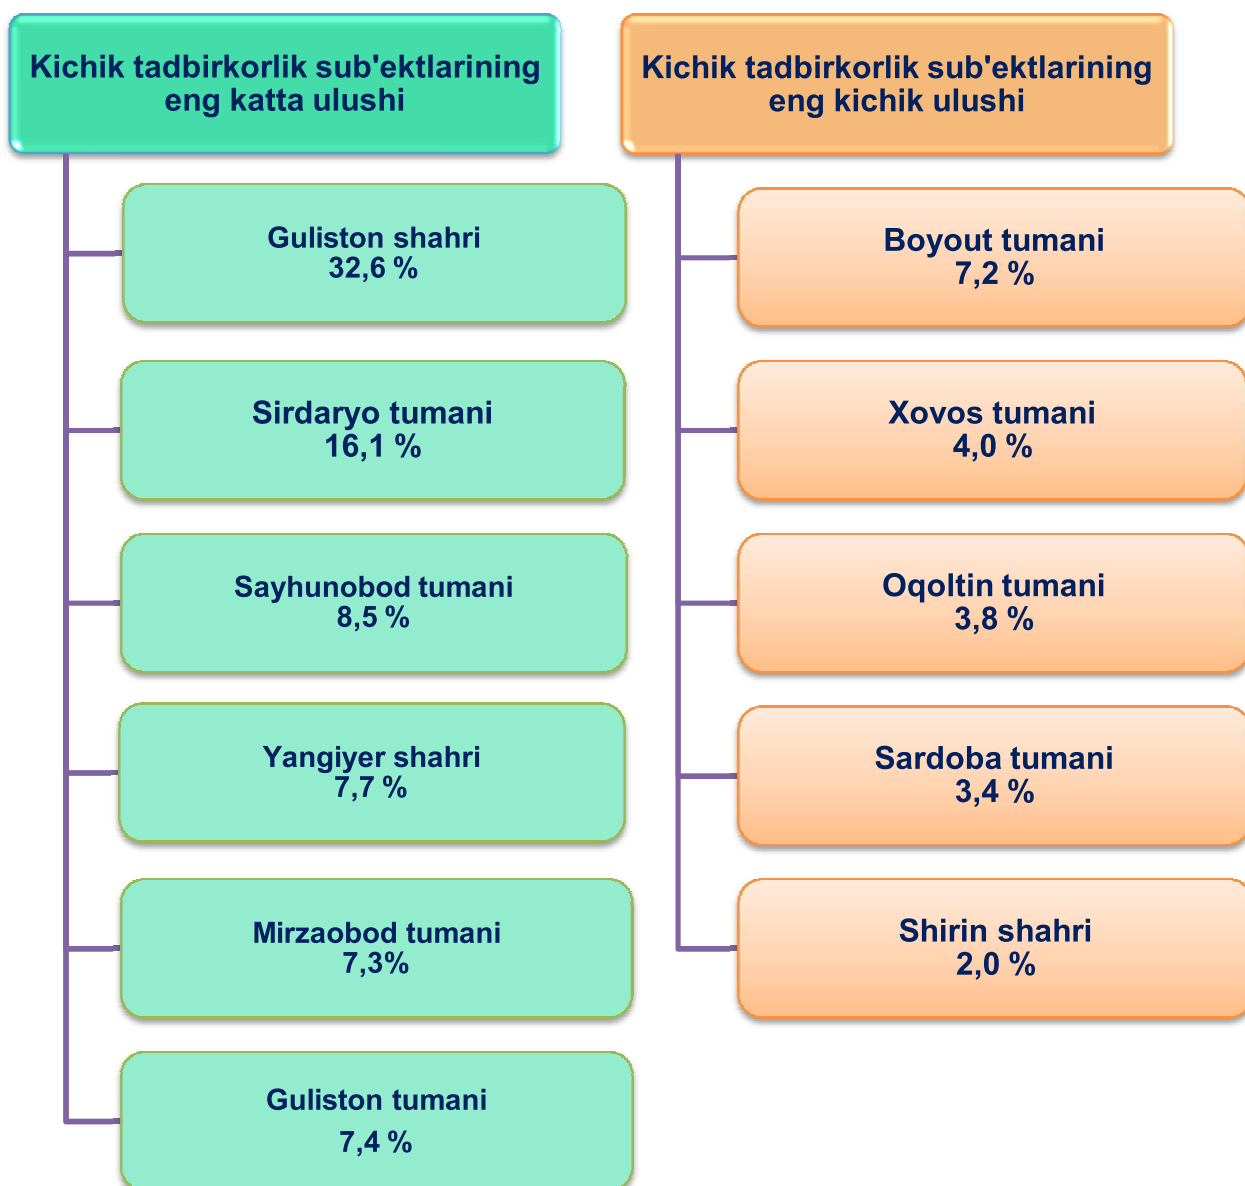 Kichik tadbirkorlik sub'ektlarining
eng katta ulushi
Guliston shahri
32,6 %
Sirdaryo tumani
16,1 %
Sayhunobod tumani
8,5 %
Yangiyer shahri
7,7 %
Mirzaobod tumani
7,3%
Guliston tumani
7,4 %
Kichik tadbirkorlik sub'ektlarining
eng kichik ulushi
Boyout tumani
7,2 %
Xovos tumani
4,0 %
Oqoltin tumani
3,8 %
Sardoba tumani
3,4 %
Shirin shahri
2,0 %